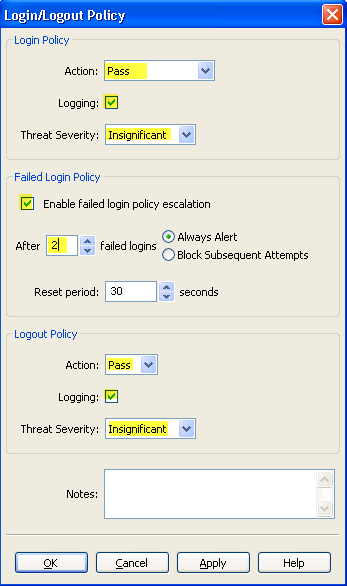 Login/Logout Policy
Login Policy
Action: Pass
Logging:
Threat Severity: Insignificant
Failed Login Policy
Enable failed login policy escalation
After 2 failed logins Always Alert
Block Subsequent Attempts
Reset period: 30 seconds
Logout Policy
Action: Pass
Logging:
Threat Severity: Insignificant
Notes:
OK Cancel Apply Help